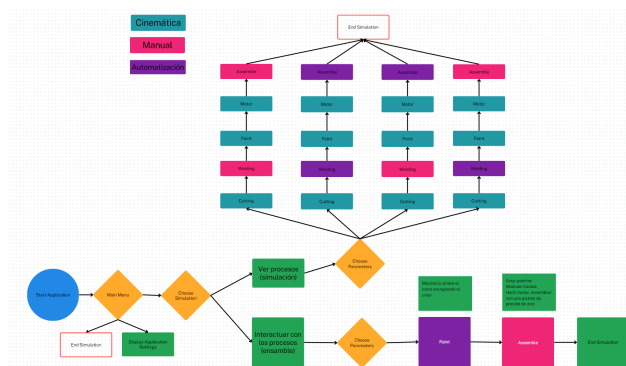 Cinemática
Manual
Automatización
End Simulation
Assemble
Assemble
Assemble
Assemble
Motor
Motor
Motor
Motor
Paint
Paint
Paint
Paint
Welding
Welding
Welding
Welding
Cutting
Cutting
Cutting
Cutting
Ver procesos
(simulación)
Choose
Parameters
Start Application
Main Menu
Choose
Simulation
End Simulation
Display Application
Settings
Interactuar con
los procesos
(ensamble)
Choose
Parameters
Paint
Assemble
End Simulation